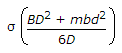 σ ( (BD² + mbd²) / 6D )